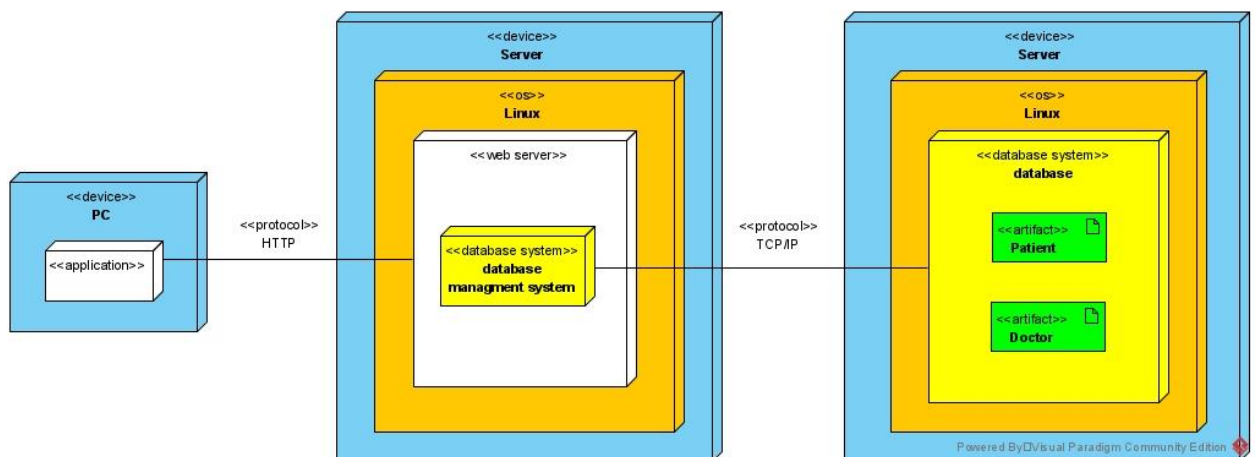 <<device>>
PC
<<application>>
<<protocol>>
HTTP
<<device>>
Server
<<os>>
Linux
<<web server>>
<<database system>>
database
managment system
<<protocol>>
TCP/IP
<<device>>
Server
<<os>>
Linux
<<database system>>
database
<<artifact>>
Patient
<<artifact>>
Doctor
Powered By□Visual Paradigm Community Edition